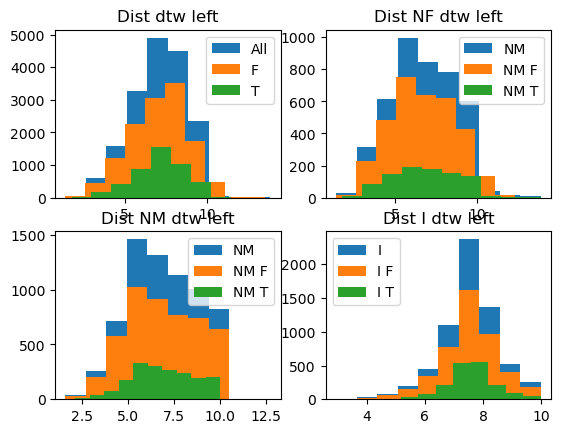 Dist dtw left
5000
4000
3000
2000
1000
0
5
10
All
F
T
Dist NF dtw left
1000
800
600
400
200
0
5
10
NM
NM F
NM T
Dist NM dtw left
1500
1000
500
0
2.5
5.0
7.5
10.0
12.5
NM
NM F
NM T
Dist I dtw left
2000
1500
1000
500
0
4
6
8
10
I
I F
I T